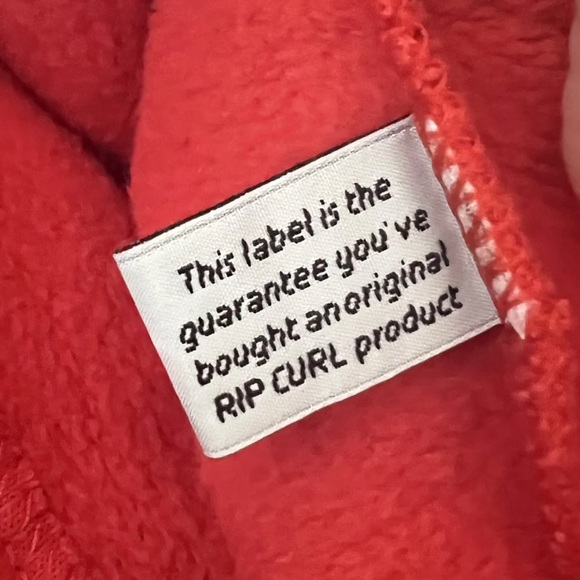 This label is the
guarantee you've
bought an original
RIP CURL product